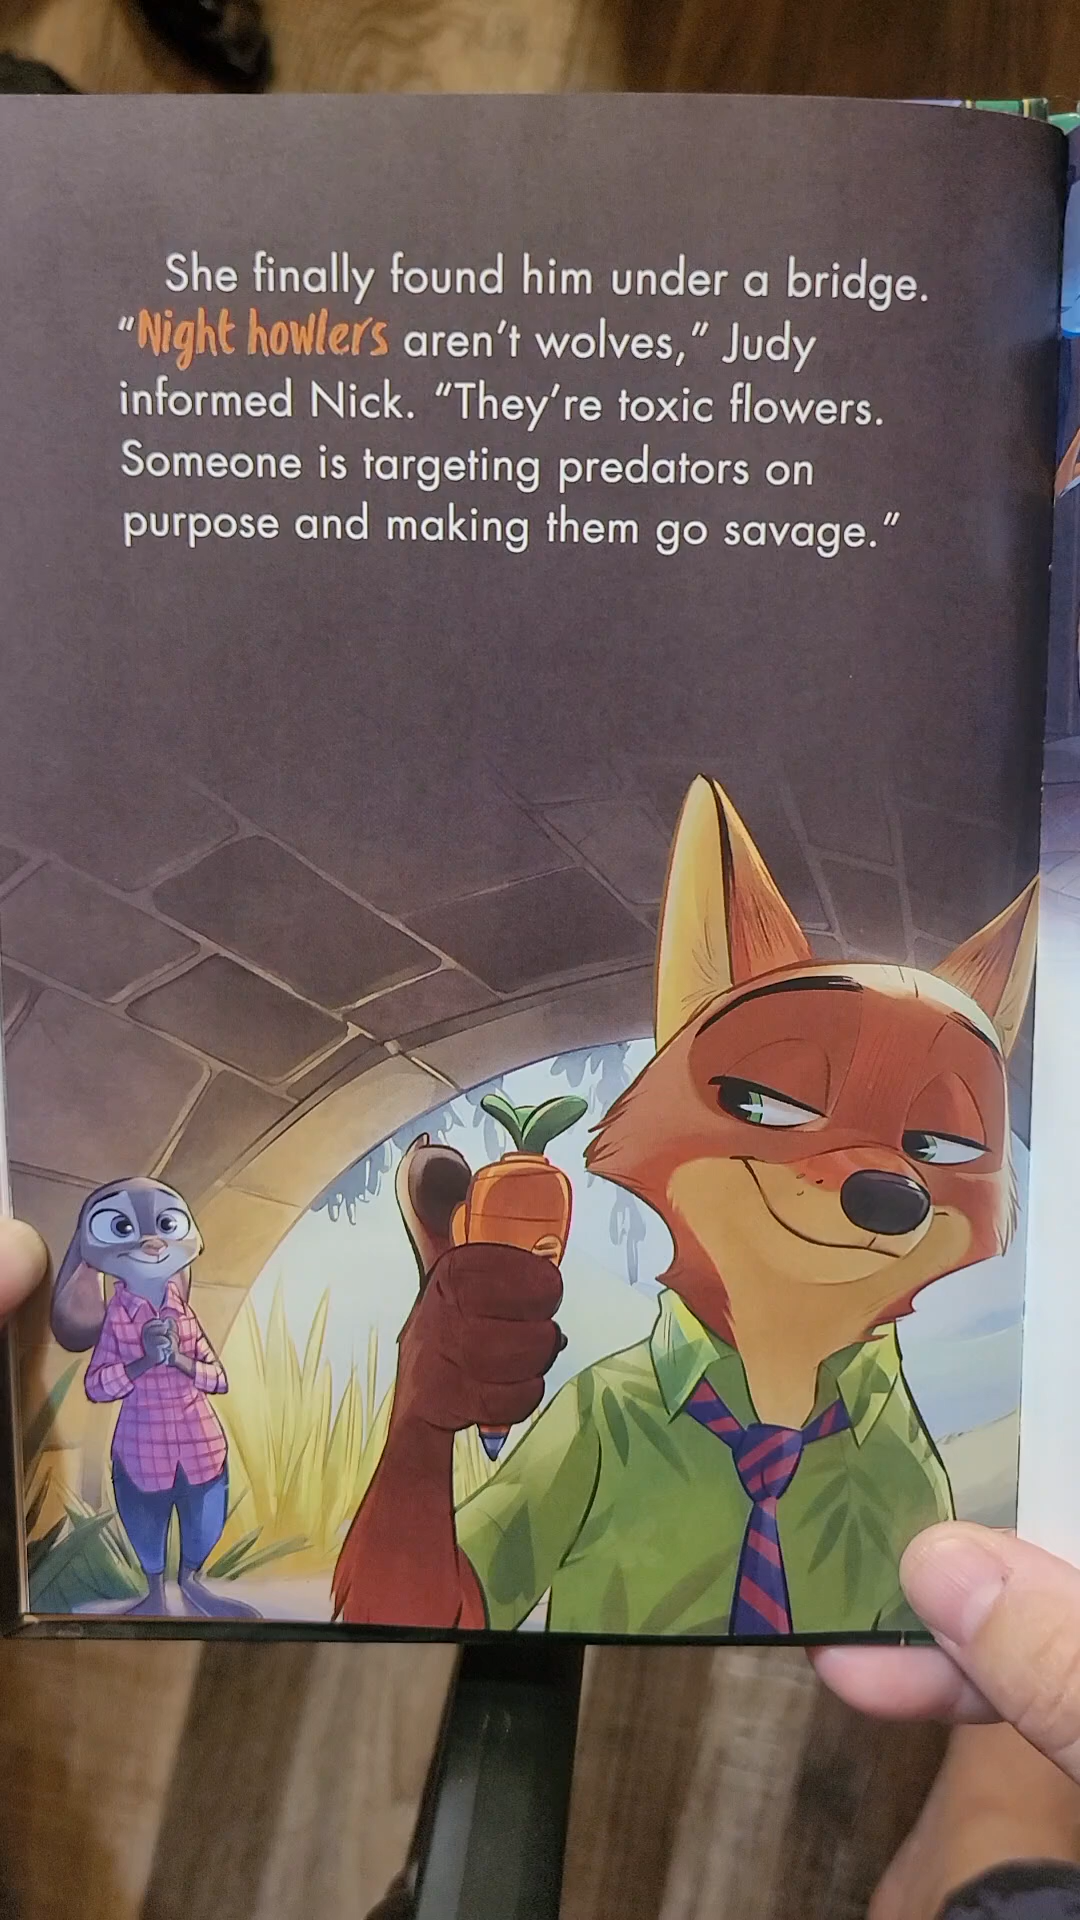 She finally found him under a bridge.
“Night howlers aren’t wolves,” Judy
informed Nick. “They’re toxic flowers.
Someone is targeting predators on
purpose and making them go savage.”